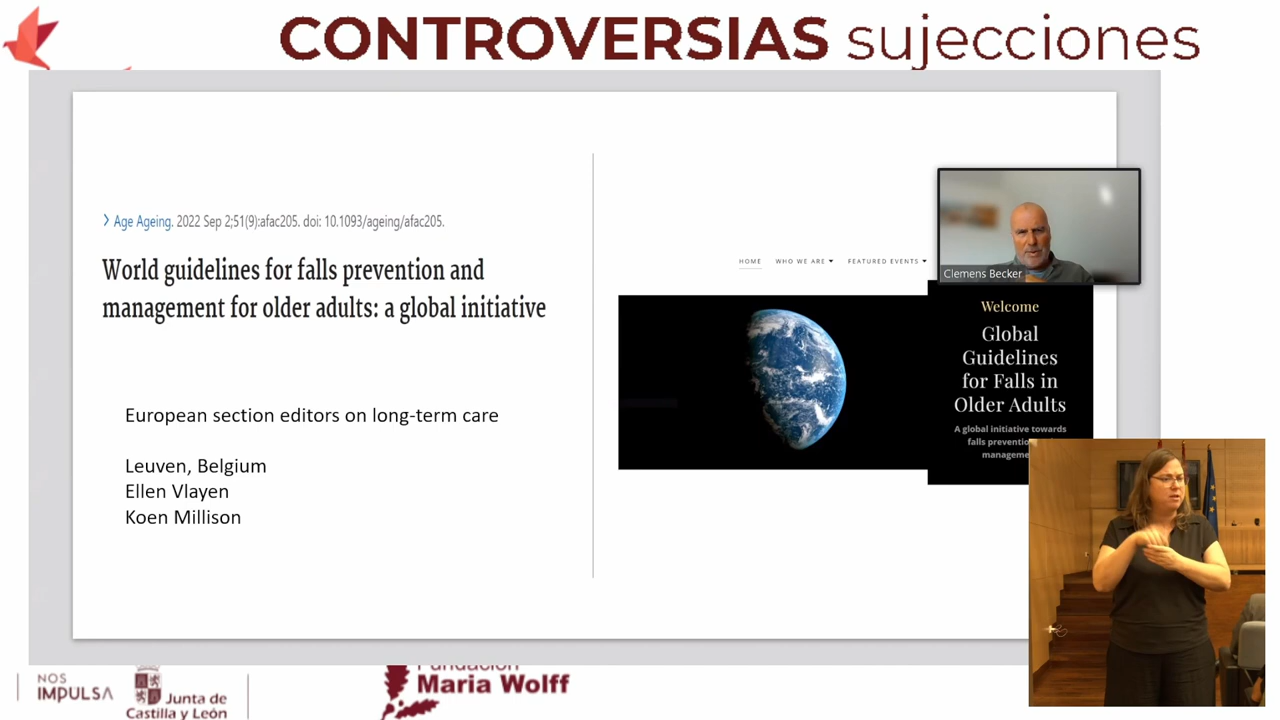 CONTROVERSIAS sujecciones
Age Ageing. 2022 Sep 2;51(9):afac205. doi: 10.1093/ageing/afac205.
World guidelines for falls prevention and
management for older adults: a global initiative
European section editors on long-term care
Leuven, Belgium
Ellen Vlayen
Koen Millison
HOME WHO WE ARE FEATURED EVENTS
Clemens Becker
Welcome
Global
Guidelines
for Falls in
Older Adults
A global initiative towards
falls
NOS
IMPULSA
Junta de
Castilla y León
Fundación
Maria Wolff